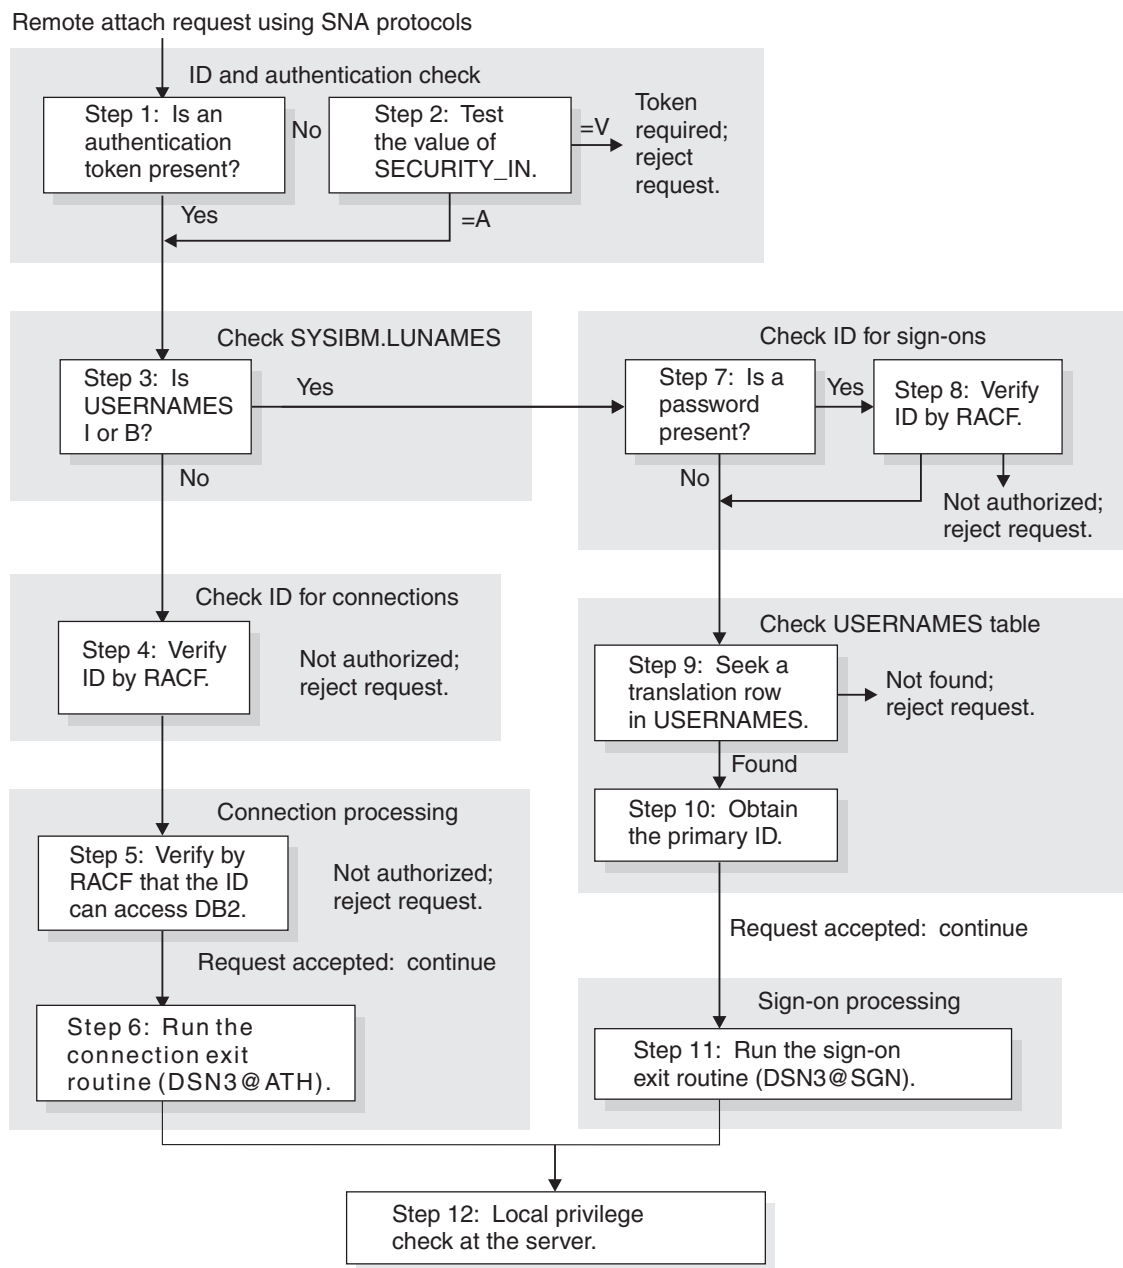 Remote attach request using SNA protocols
ID and authentication check
Step 1: Is an
authentication
token present?
No
Step 2: Test
the value of
SECURITY_IN.
=V
Token
required;
reject
request.
Yes
=A
Check SYSIBM.LUNAMES
Step 3: Is
USERNAMES
I or B?
Yes
No
Check ID for sign-ons
Step 7: Is a
password
present?
Yes
Step 8: Verify
ID by RACF.
No
Not authorized;
reject request.
Check ID for connections
Step 4: Verify
ID by RACF.
Not authorized;
reject request.
Check USERNAMES table
Step 9: Seek a
translation row
in USERNAMES.
Not found;
reject request.
Found
Step 10: Obtain
the primary ID.
Connection processing
Step 5: Verify by
RACF that the ID
can access DB2.
Not authorized;
reject request.
Request accepted: continue
Request accepted: continue
Step 6: Run the
connection exit
routine (DSN3@ATH).
Sign-on processing
Step 11: Run the sign-on
exit routine (DSN3@SGN).
Step 12: Local privilege
check at the server.